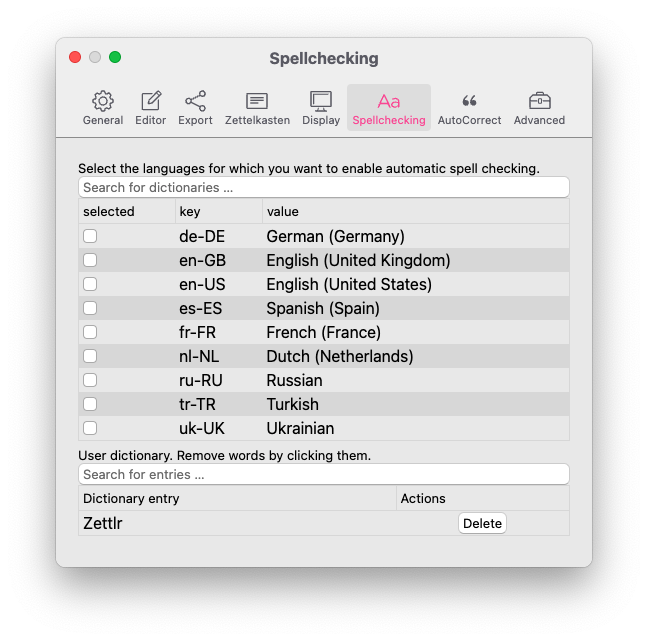 Spellchecking
General Editor Export Zettelkasten Display Aa Spellchecking AutoCorrect Advanced
Select the languages for which you want to enable automatic spell checking.
Search for dictionaries ...
selected key value
de-DE German (Germany)
en-GB English (United Kingdom)
en-US English (United States)
es-ES Spanish (Spain)
fr-FR French (France)
nl-NL Dutch (Netherlands)
ru-RU Russian
tr-TR Turkish
uk-UK Ukrainian
User dictionary. Remove words by clicking them.
Search for entries ...
Dictionary entry Actions
Zettlr Delete